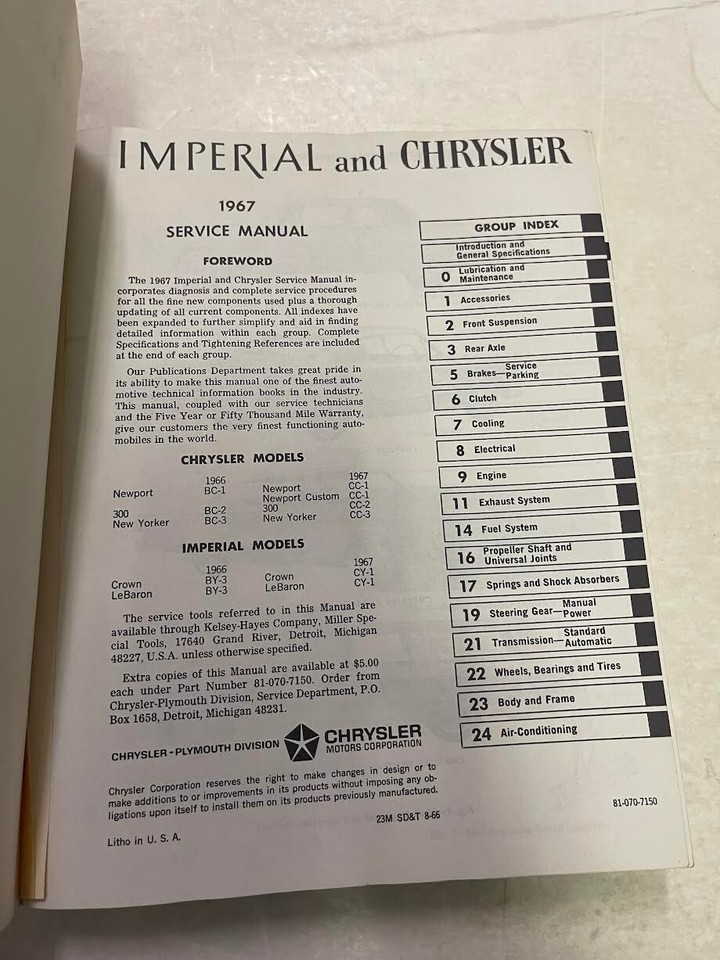 IMPERIAL and CHRYSLER
1967
SERVICE MANUAL
FOREWORD
The 1967 Imperial and Chrysler Service Manual in-
corporates diagnosis and complete service procedures
for all the fine new components used plus a thorough
updating of all current components. All indexes have
been expanded to further simplify and aid in finding
detailed information within each group. Complete
Specifications and Tightening References are included
at the end of each group.
Our Publications Department takes great pride in
its ability to make this manual one of the finest auto-
motive technical information books in the industry.
This manual, coupled with our service technicians
and the Five Year or Fifty Thousand Mile Warranty,
give our customers the very finest functioning auto-
mobiles in the world.
CHRYSLER MODELS
1966 1967
Newport BC-1 Newport CC-1
Newport Custom CC-1
300 BC-2 300 CC-2
New Yorker BC-3 New Yorker CC-3
IMPERIAL MODELS
1966 1967
Crown BY-3 Crown CY-1
LeBaron BY-3 LeBaron CY-1
The service tools referred to in this Manual are
available through Kelsey-Hayes Company, Miller Spe-
cial Tools, 17640 Grand River, Detroit, Michigan
48227, U.S.A. unless otherwise specified.
Extra copies of this Manual are available at $5.00
each under Part Number 81-070-7150. Order from
Chrysler-Plymouth Division, Service Department, P.O.
Box 1658, Detroit, Michigan 48231.
CHRYSLER-PLYMOUTH DIVISION CHRYSLER
MOTORS CORPORATION
Chrysler Corporation reserves the right to make changes in design or to
make additions to or improvements in its products without imposing any ob-
ligations upon itself to install them on its products previously manufactured.
23M SD&T 8-66
Litho in U. S. A.
GROUP INDEX
Introduction and
General Specifications
0 Lubrication and
Maintenance
1 Accessories
2 Front Suspension
3 Rear Axle
5 Brakes—Service
Parking
6 Clutch
7 Cooling
8 Electrical
9 Engine
11 Exhaust System
14 Fuel System
16 Propeller Shaft and
Universal Joints
17 Springs and Shock Absorbers
19 Steering Gear—Manual
Power
21 Transmission—Standard
Automatic
22 Wheels, Bearings and Tires
23 Body and Frame
24 Air-Conditioning
81-070-7150